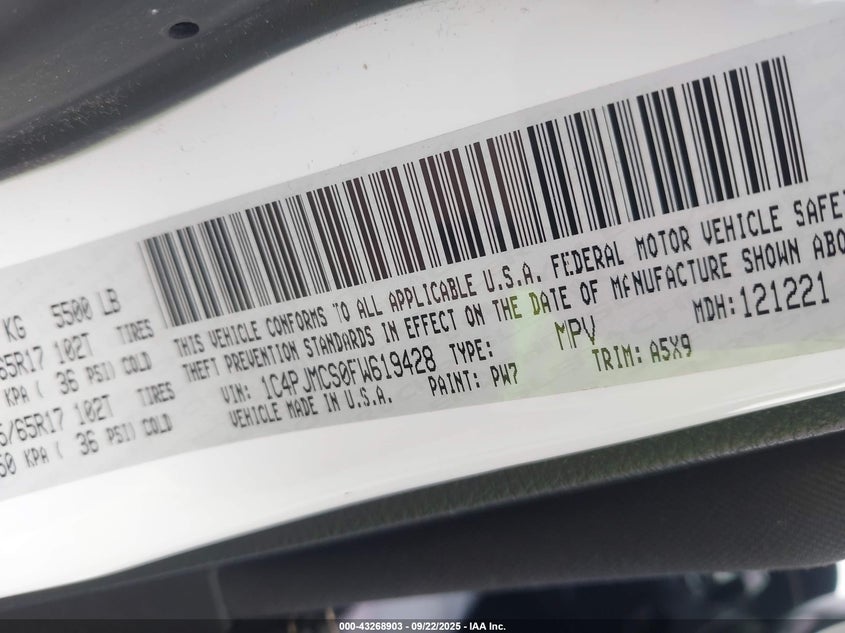 KG 5500 LB
65R17 102T TIRES
KPA ( 36 PSI) COLD
/65R17 102T TIRES
50 KPA ( 36 PSI) COLD
THIS VEHICLE CONFORMS TO ALL APPLICABLE U.S.A. FEDERAL MOTOR VEHICLE SAFE
THEFT PREVENTION STANDARDS IN EFFECT ON THE DATE OF MANUFACTURE SHOWN ABO
VIN: 1C4PJMCS0FW619428 TYPE: MPV MDH:121221
VEHICLE MADE IN U.S.A. PAINT: PW7 TRIM: A5X9
000-43268903 - 09/22/2025 - IAA Inc.